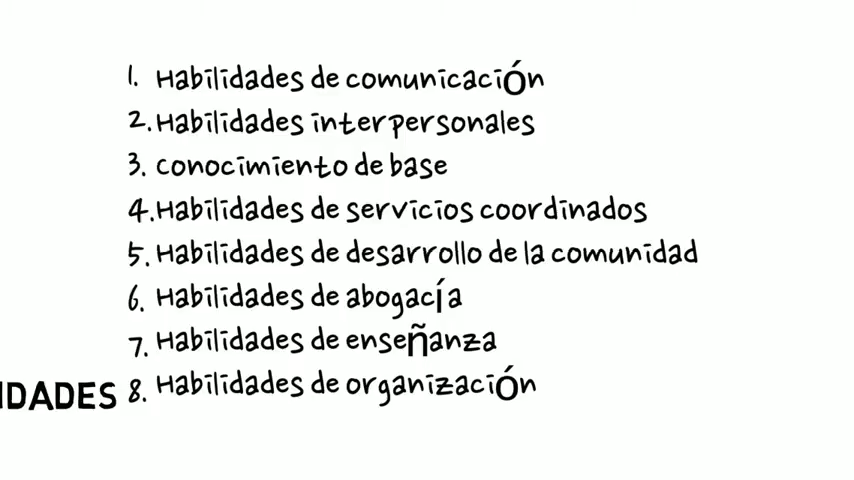 1. Habilidades de comunicación
2. Habilidades interpersonales
3. Conocimiento de base
4. Habilidades de servicios coordinados
5. Habilidades de desarrollo de la comunidad
6. Habilidades de abogacía
7. Habilidades de enseñanza
IDADES 8. Habilidades de organización